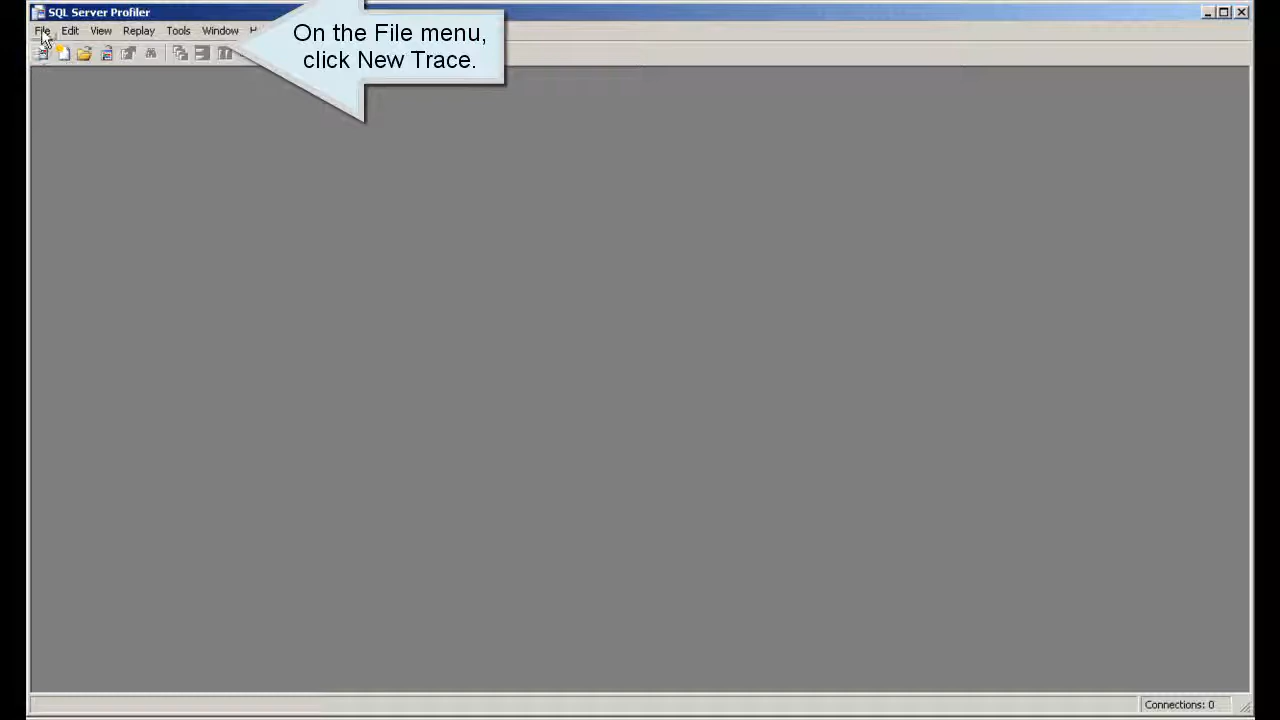 SQL Server Profiler
File Edit View Replay Tools Window
On the File menu,
click New Trace.
Connections: 0